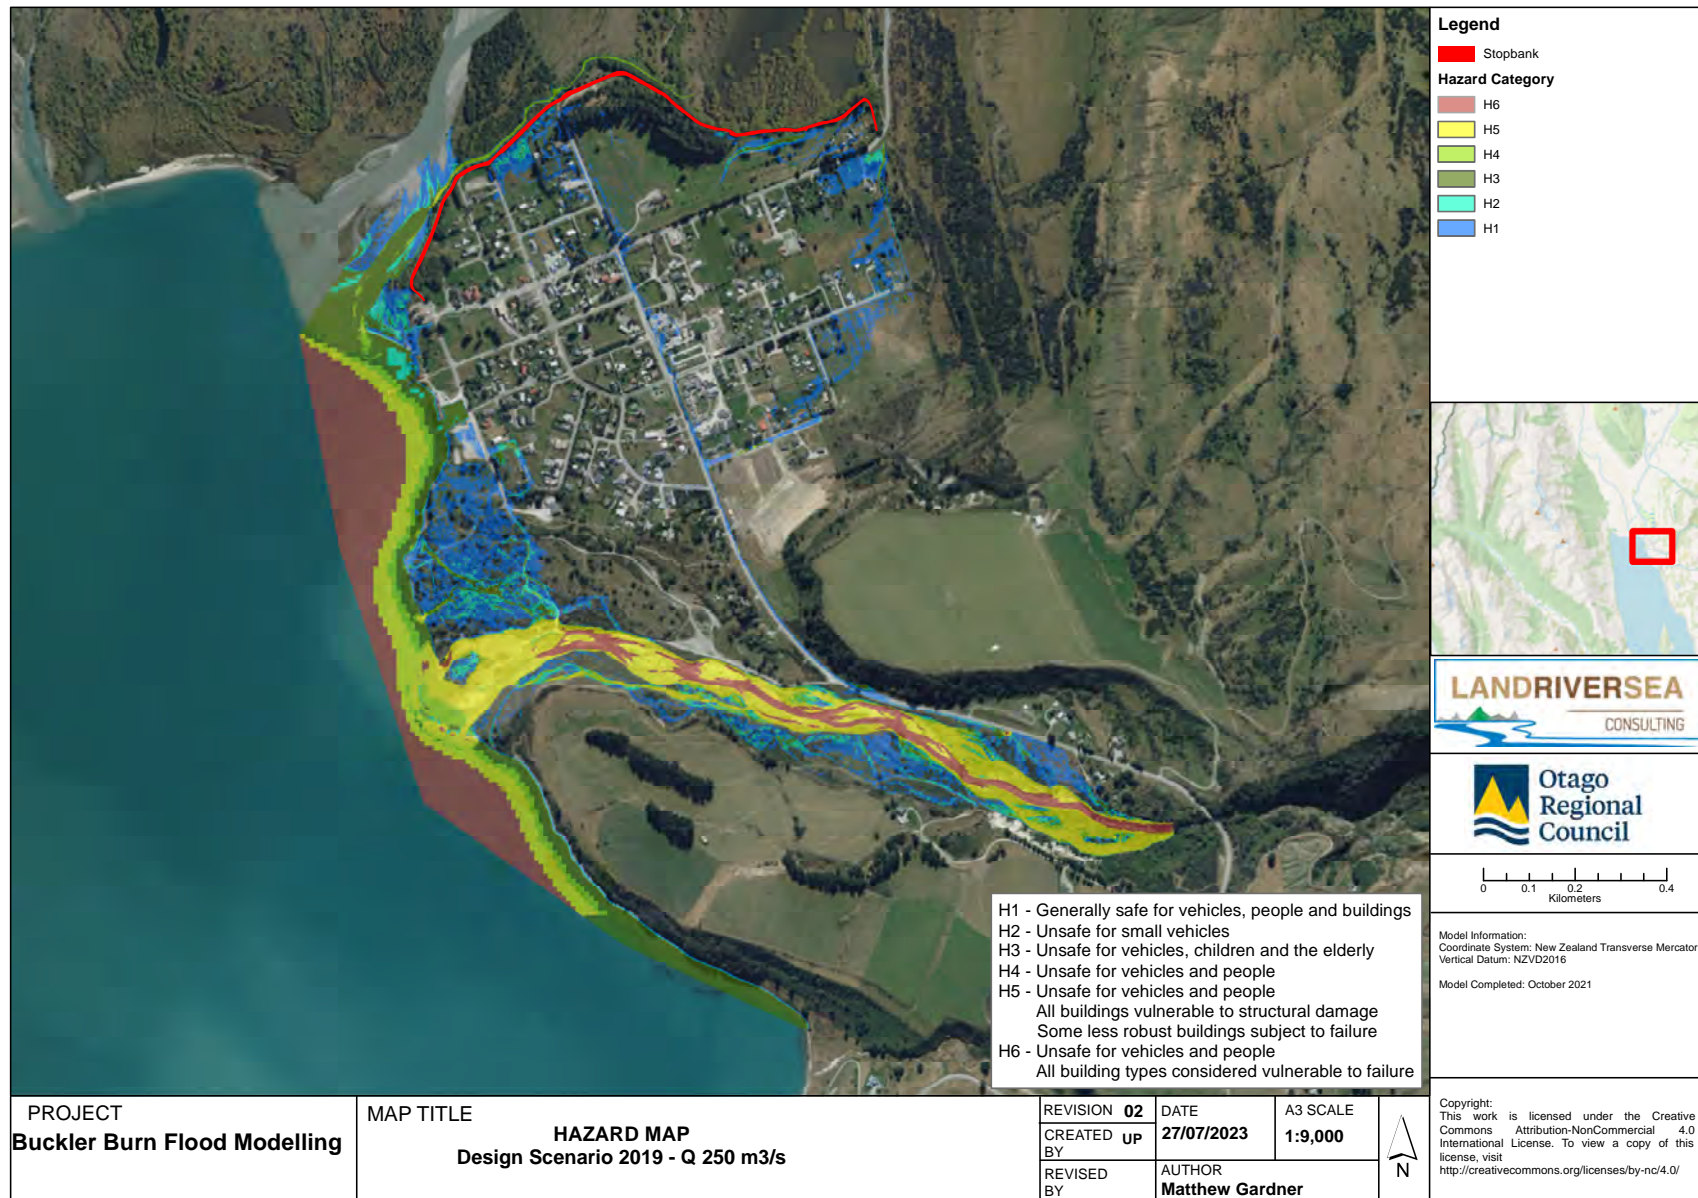 Legend
Stopbank
Hazard Category
H6
H5
H4
H3
H2
H1
LANDRIVERSEA
CONSULTING
Otago
Regional
Council
0 0.1 0.2 0.4
Kilometers
Model Information:
Coordinate System: New Zealand Transverse Mercator
Vertical Datum: NZVD2016
Model Completed: October 2021
Copyright:
This work is licensed under the Creative
Commons Attribution-NonCommercial 4.0
International License. To view a copy of this
license, visit
http://creativecommons.org/licenses/by-nc/4.0/
H1 - Generally safe for vehicles, people and buildings
H2 - Unsafe for small vehicles
H3 - Unsafe for vehicles, children and the elderly
H4 - Unsafe for vehicles and people
H5 - Unsafe for vehicles and people
All buildings vulnerable to structural damage
Some less robust buildings subject to failure
H6 - Unsafe for vehicles and people
All building types considered vulnerable to failure
PROJECT
Buckler Burn Flood Modelling
MAP TITLE
HAZARD MAP
Design Scenario 2019 - Q 250 m3/s
REVISION 02
CREATED BY UP
REVISED BY
DATE
27/07/2023
A3 SCALE
1:9,000
AUTHOR
Matthew Gardner
N